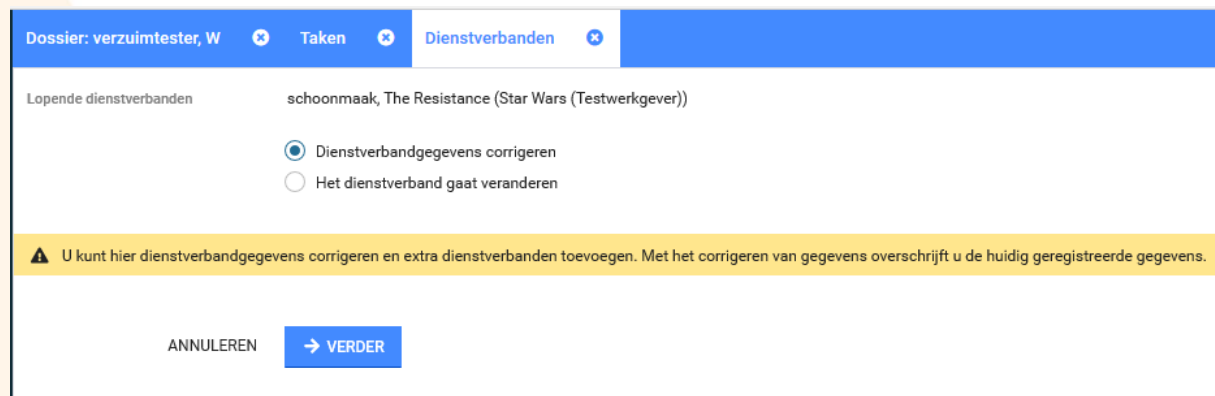 Dossier: verzuimtester, W Taken Dienstverbanden
Lopende dienstverbanden schoonmaak, The Resistance (Star Wars (Testwerkgever))
Dienstverbandgegevens corrigeren
Het dienstverband gaat veranderen
U kunt hier dienstverbandgegevens corrigeren en extra dienstverbanden toevoegen. Met het corrigeren van gegevens overschrijft u de huidig geregistreerde gegevens.
ANNULEREN VERDER